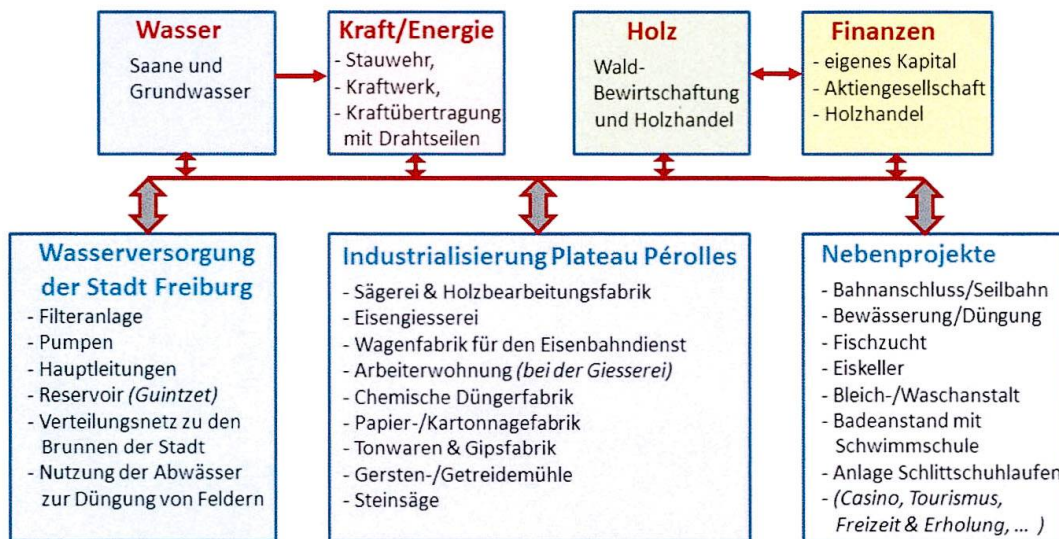 Wasser
Saane und
Grundwasser
Kraft/Energie
- Stauwehr,
- Kraftwerk,
- Kraftübertragung
mit Drahtseilen
Holz
Wald-
Bewirtschaftung
und Holzhandel
Finanzen
- eigenes Kapital
- Aktiengesellschaft
- Holzhandel
Wasserversorgung
der Stadt Freiburg
- Filteranlage
- Pumpen
- Hauptleitungen
- Reservoir (Guintzet)
- Verteilungsnetz zu den
Brunnen der Stadt
- Nutzung der Abwässer
zur Düngung von Feldern
Industrialisierung Plateau Pérolles
- Sägerei & Holzbearbeitungsfabrik
- Eisengiesserei
- Wagenfabrik für den Eisenbahndienst
- Arbeiterwohnung (bei der Giesserei)
- Chemische Düngerfabrik
- Papier-/Kartonnagefabrik
- Tonwaren & Gipsfabrik
- Gersten-/Getreidemühle
- Steinsäge
Nebenprojekte
- Bahnanschluss/Seilbahn
- Bewässerung/Düngung
- Fischzucht
- Eiskeller
- Bleich-/Waschanstalt
- Badeanstand mit
Schwimmschule
- Anlage Schlittschuhlaufen
- (Casino, Tourismus,
Freizeit & Erholung, ... )